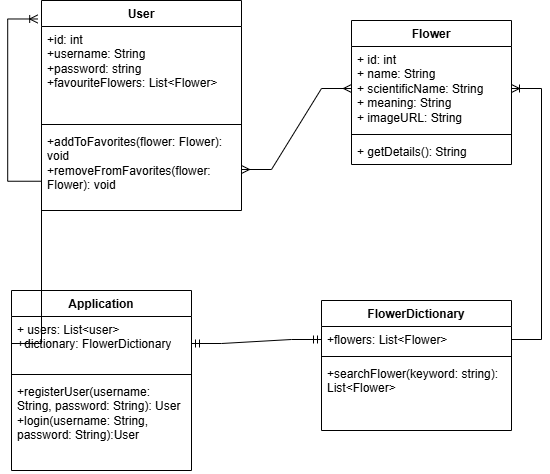 User
+id: int
+username: String
+password: string
+favouriteFlowers: List<Flower>
+addToFavorites(flower: Flower):
void
+removeFromFavorites(flower:
Flower): void
Flower
+ id: int
+ name: String
+ scientificName: String
+ meaning: String
+ imageURL: String
+ getDetails(): String
Application
+ users: List<user>
+dictionary: FlowerDictionary
+registerUser(username:
String, password: String): User
+login(username: String,
password: String):User
FlowerDictionary
+flowers: List<Flower>
+searchFlower(keyword: string):
List<Flower>